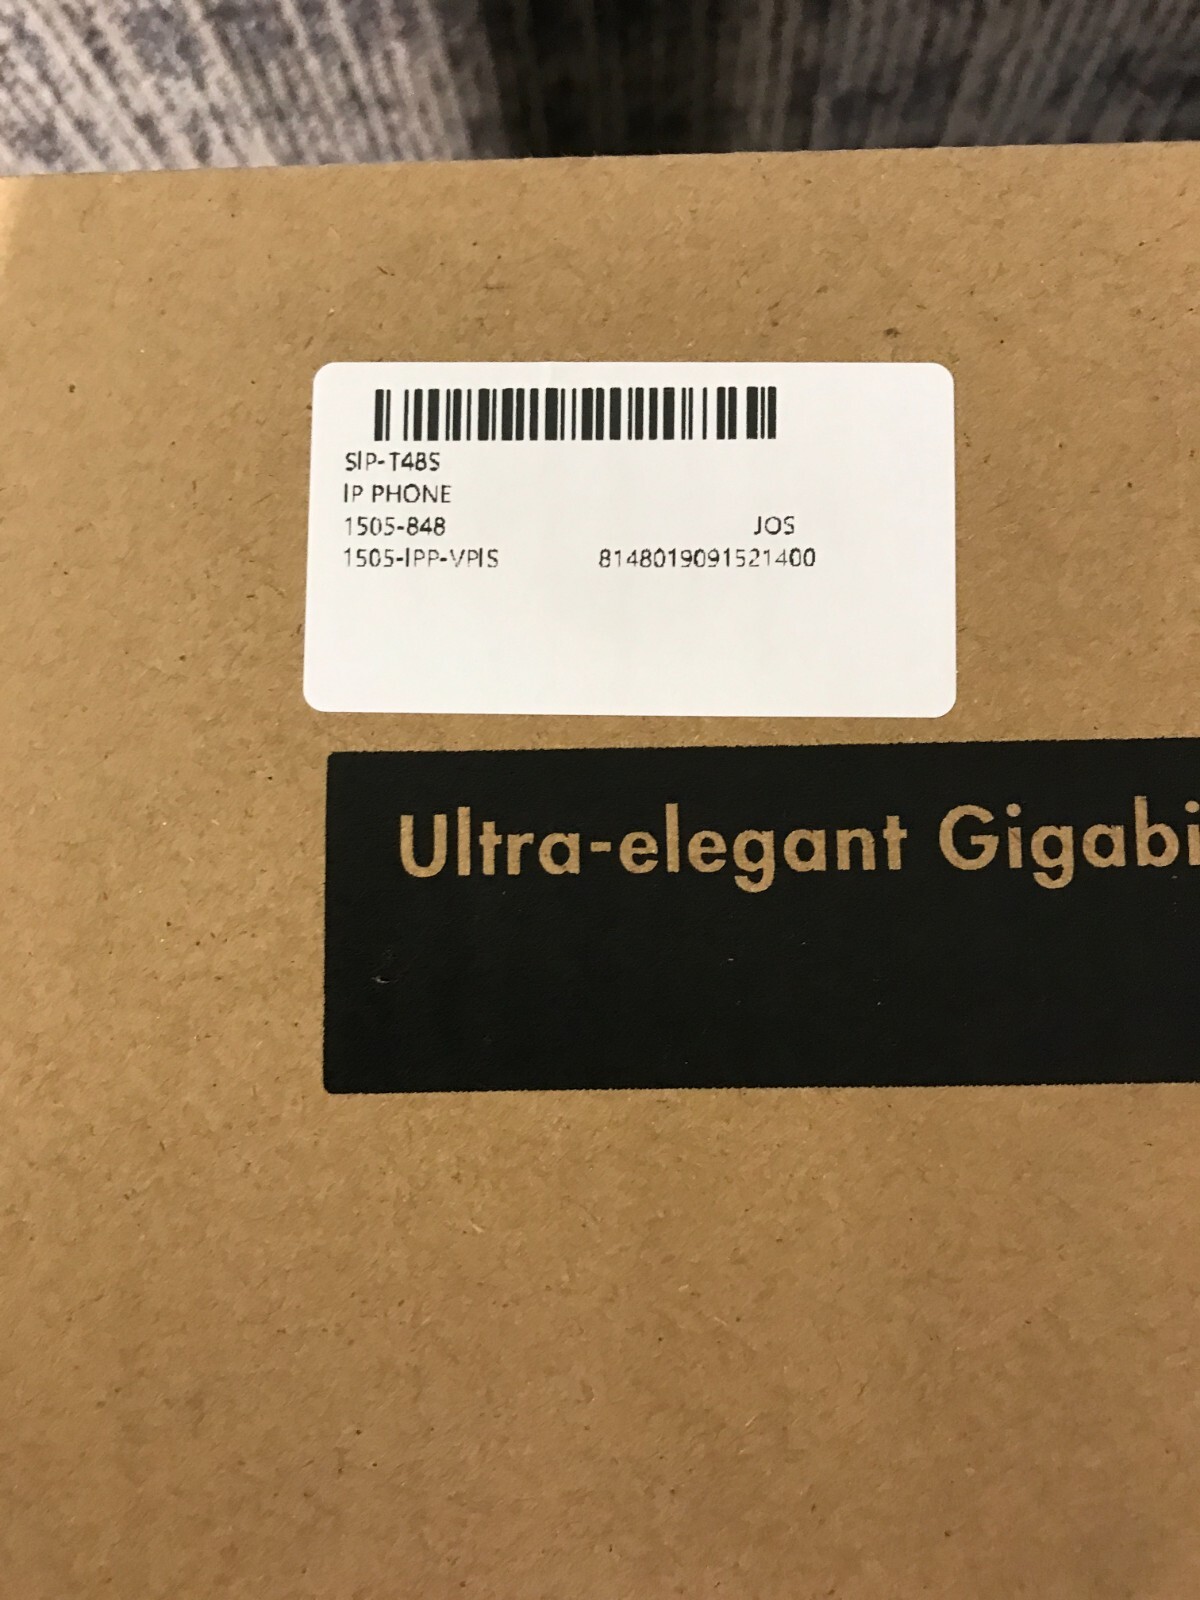 SIP-T48S
IP PHONE
1505-848 JOS
1505-IPP-VPIS 8148019091521400
Ultra-elegant Gigabi